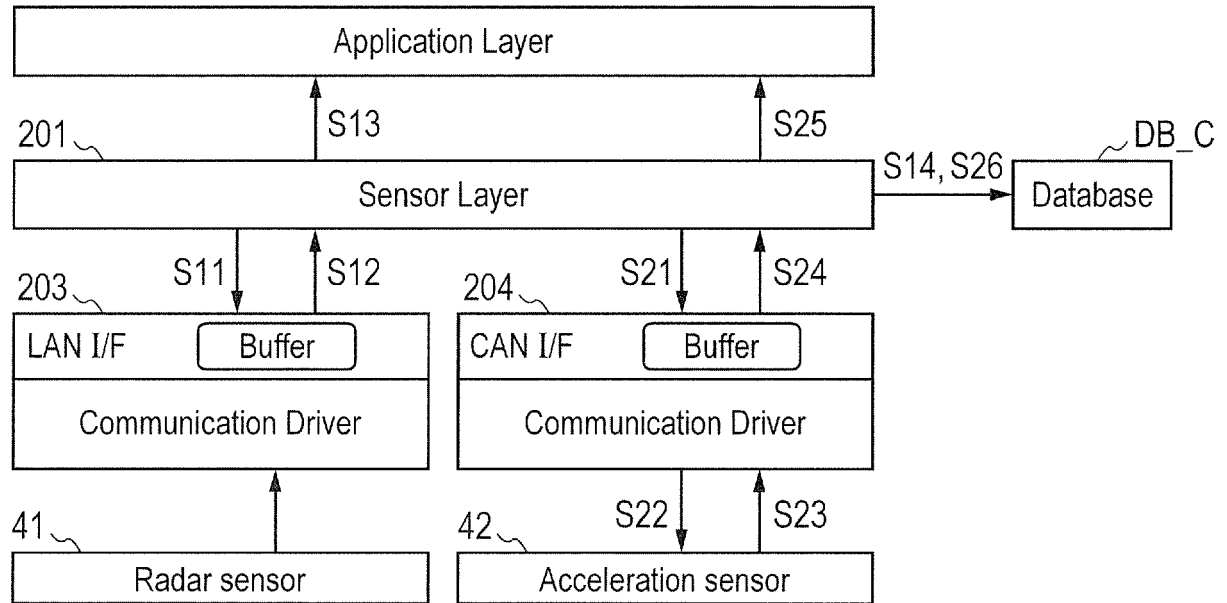 Application Layer
S13
S25
201
DB_C
Sensor Layer
S14, S26
Database
S11
S12
S21
S24
203
204
LAN I/F
Buffer
CAN I/F
Buffer
Communication Driver
Communication Driver
41
42
S22
S23
Radar sensor
Acceleration sensor